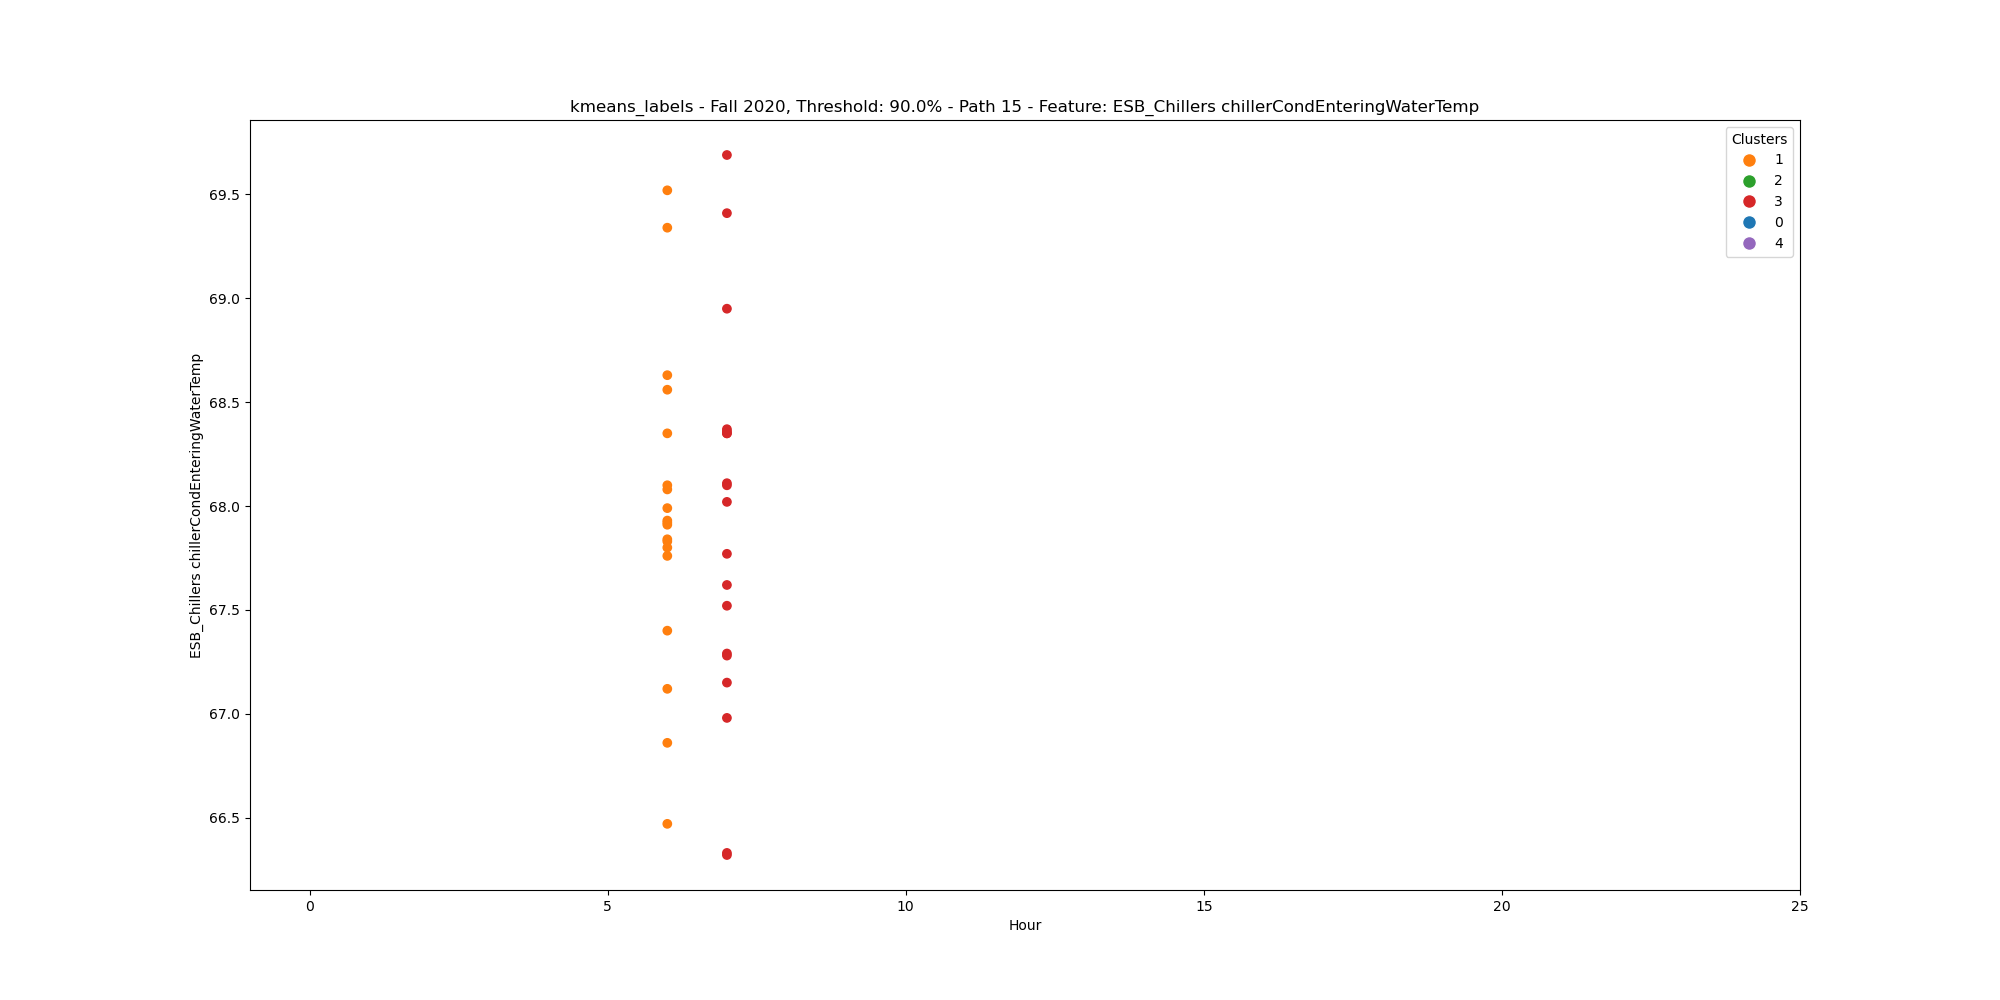 kmeans_labels - Fall 2020, Threshold: 90.0% - Path 15 - Feature: ESB_Chillers chillerCondEnteringWaterTemp
Clusters
1
2
3
0
4
ESB_Chillers chillerCondEnteringWaterTemp
69.5
69.0
68.5
68.0
67.5
67.0
66.5
0 5 10 15 20 25
Hour